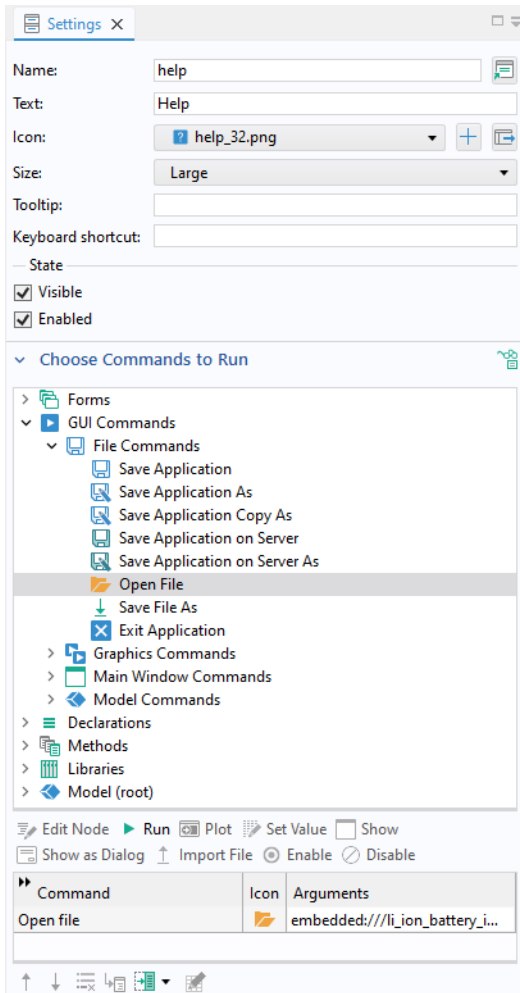 Settings
Name: help
Text: Help
Icon: help_32.png
Size: Large
Tooltip:
Keyboard shortcut:
State
Visible
Enabled
Choose Commands to Run
Forms
GUI Commands
File Commands
Save Application
Save Application As
Save Application Copy As
Save Application on Server
Save Application on Server As
Open File
Save File As
Exit Application
Graphics Commands
Main Window Commands
Model Commands
Declarations
Methods
Libraries
Model (root)
Edit Node Run Plot Set Value Show
Show as Dialog Import File Enable Disable
Command Icon Arguments
Open file embedded:///li_ion_battery_i...